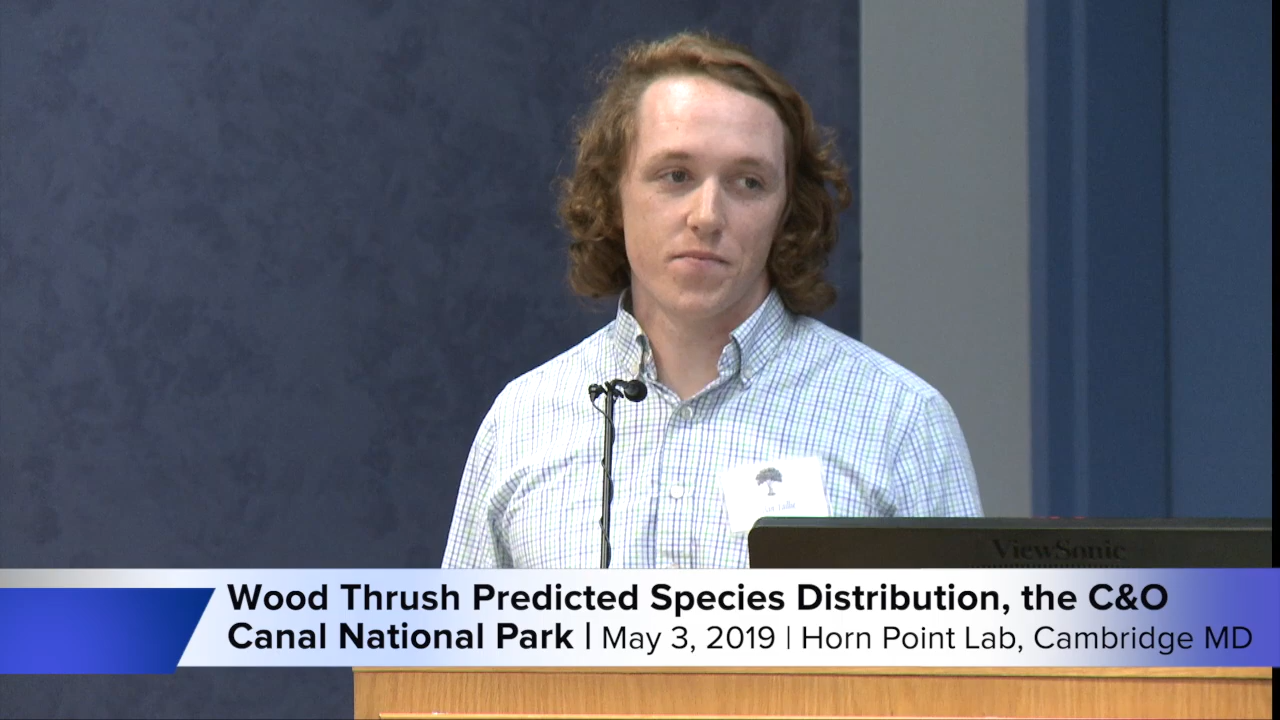 ViewSonic
Wood Thrush Predicted Species Distribution, the C&O
Canal National Park | May 3, 2019 | Horn Point Lab, Cambridge MD